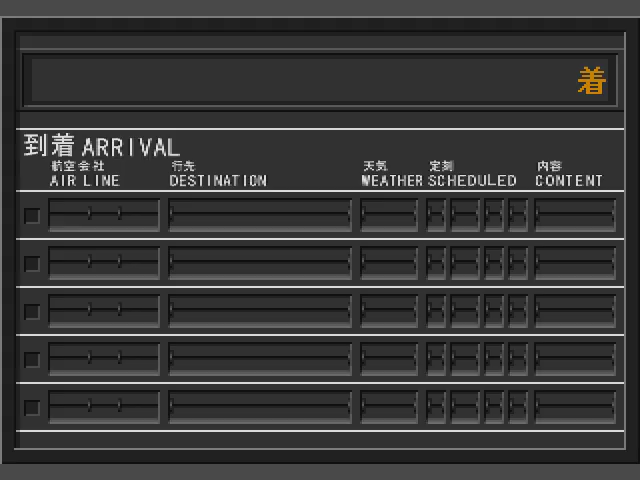 着
到着 ARRIVAL
航空会社 行先 天気 定刻 内容
AIR LINE DESTINATION WEATHER SCHEDULED CONTENT